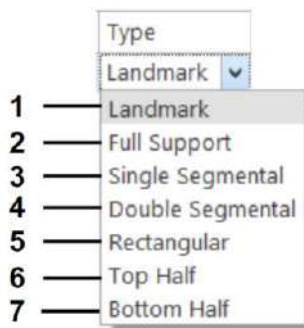 Type
Landmark
1 Landmark
2 Full Support
3 Single Segmental
4 Double Segmental
5 Rectangular
6 Top Half
7 Bottom Half